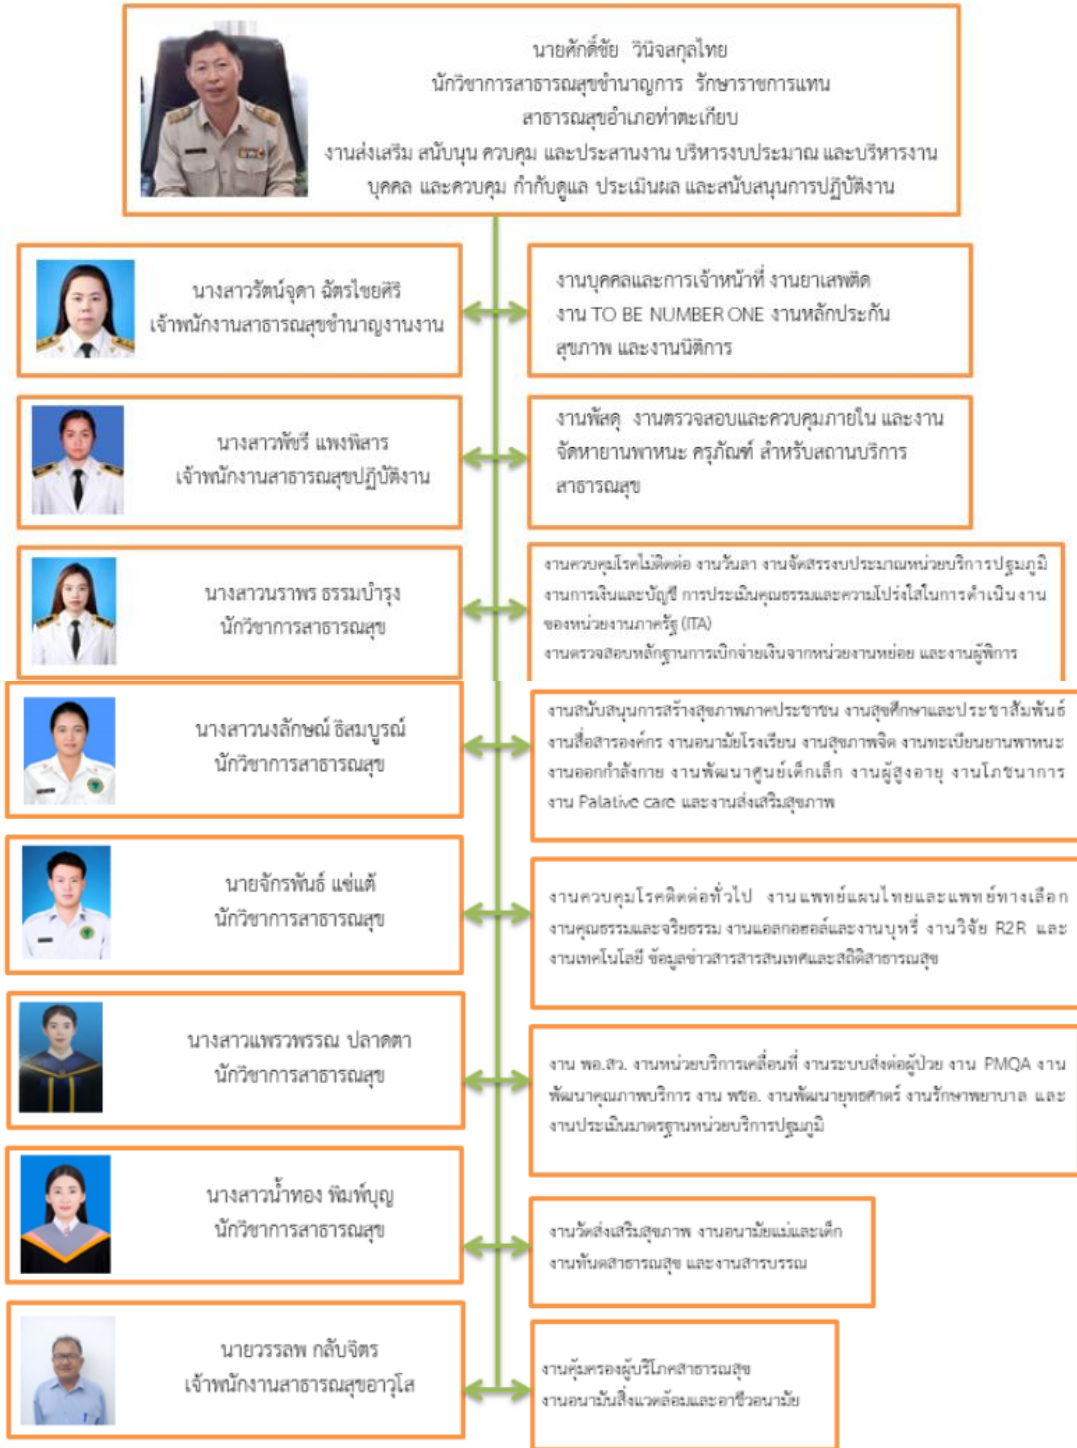 นายศักดิ์ชัย วินิจสกุลไทย
นักวิชาการสาธารณสุขชำนาญการ รักษาราชการแทน
สาธารณสุขอำเภอท่าตะเกียบ
งานส่งเสริม สนับนุน ควบคุม และประสานงาน บริหารงบประมาณ และบริหารงาน
บุคคล และควบคุม กำกับดูแล ประเมินผล และสนับสนุนการปฏิบัติงาน
นางสาวรัตน์จุดา ฉัตรไชยศิริ
เจ้าพนักงานสาธารณสุขชำนาญงานงาน
งานบุคคลและการเจ้าหน้าที่ งานยาเสพติด
งาน TO BE NUMBER ONE งานหลักประกัน
สุขภาพ และงานนิติการ
นางสาวพัชรี แพงพิสาร
เจ้าพนักงานสาธารณสุขปฏิบัติงาน
งานพัสดุ งานตรวจสอบและควบคุมภายใน และงาน
จัดหายานพาหนะ ครุภัณฑ์ สำหรับสถานบริการ
สาธารณสุข
นางสาวนราพร ธรรมบำรุง
นักวิชาการสาธารณสุข
งานควบคุมโรคไม่ติดต่อ งานวันลา งานจัดสรรงบประมาณหน่วยบริการปฐมภูมิ
งานการเงินและบัญชี การประเมินคุณธรรมและความโปร่งใสในการดำเนินงาน
ของหน่วยงานภาครัฐ (ITA)
งานตรวจสอบหลักฐานการเบิกจ่ายเงินจากหน่วยงานหย่อย และงานผู้พิการ
นางสาวนงลักษณ์ ธิสมบูรณ์
นักวิชาการสาธารณสุข
งานสนับสนุนการสร้างสุขภาพภาคประชาชน งานสุขศึกษาและประชาสัมพันธ์
งานสื่อสารองค์กร งานอนามัยโรงเรียน งานสุขภาพจิต งานทะเบียนยานพาหนะ
งานออกกำลังกาย งานพัฒนาศูนย์เด็กเล็ก งานผู้สูงอายุ งานโภชนาการ
งาน Palative care และงานส่งเสริมสุขภาพ
นายจักรพันธ์ แซ่แต้
นักวิชาการสาธารณสุข
งานควบคุมโรคติดต่อทั่วไป งานแพทย์แผนไทยและแพทย์ทางเลือก
งานคุณธรรมและจริยธรรม งานแอลกอฮอล์และงานบุหรี่ งานวิจัย R2R และ
งานเทคโนโลยี ข้อมูลข่าวสารสารสนเทศและสถิติสาธารณสุข
นางสาวแพรวพรรณ ปลาดตา
นักวิชาการสาธารณสุข
งาน พอ.สว. งานหน่วยบริการเคลื่อนที่ งานระบบส่งต่อผู้ป่วย งาน PMQA งาน
พัฒนาคุณภาพบริการ งาน พชอ. งานพัฒนายุทธศาตร์ งานรักษาพยาบาล และ
งานประเมินมาตรฐานหน่วยบริการปฐมภูมิ
นางสาวน้ำทอง พิมพ์บุญ
นักวิชาการสาธารณสุข
งานวัดส่งเสริมสุขภาพ งานอนามัยแม่และเด็ก
งานทันตสาธารณสุข และงานสารบรรณ
นายวรรลพ กลับจิตร
เจ้าพนักงานสาธารณสุขอาวุโส
งานคุ้มครองผู้บริโภคสาธารณสุข
งานอนามันสิ่งแวดล้อมและอาชีวอนามัย